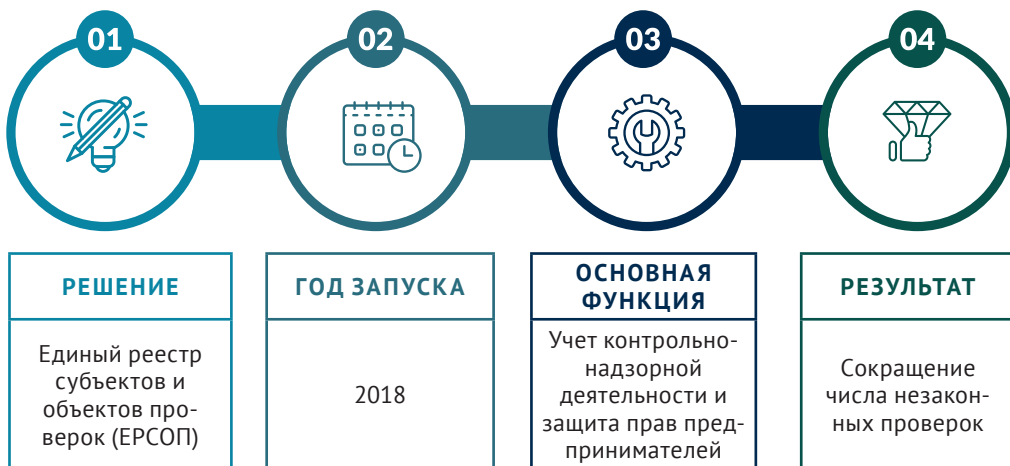 01
02
03
04
РЕШЕНИЕ
Единый реестр
субъектов и
объектов про-
верок (ЕРСОП)
ГОД ЗАПУСКА
2018
ОСНОВНАЯ
ФУНКЦИЯ
Учет контрольно-
надзорной
деятельности и
защита прав пред-
принимателей
РЕЗУЛЬТАТ
Сокращение
числа незакон-
ных проверок